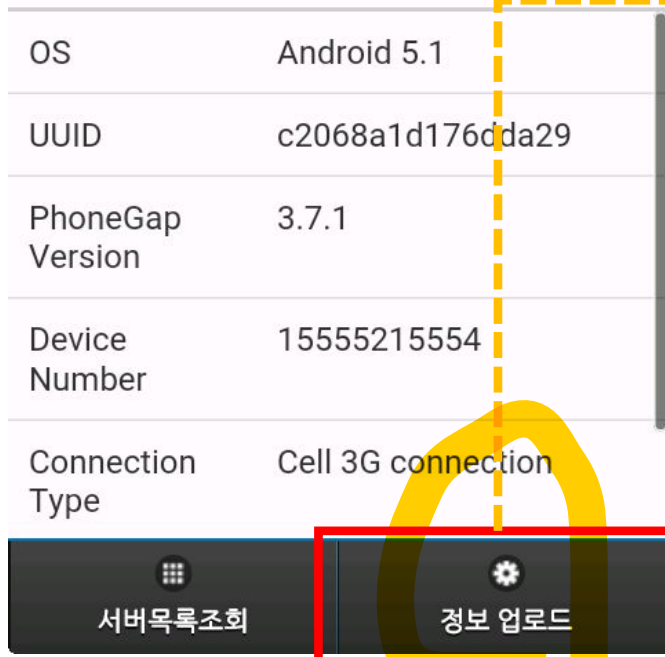 OS Android 5.1
UUID c2068a1d176dda29
PhoneGap 3.7.1
Version
Device 15555215554
Number
Connection Cell 3G connection
Type
서버목록조회 정보 업로드